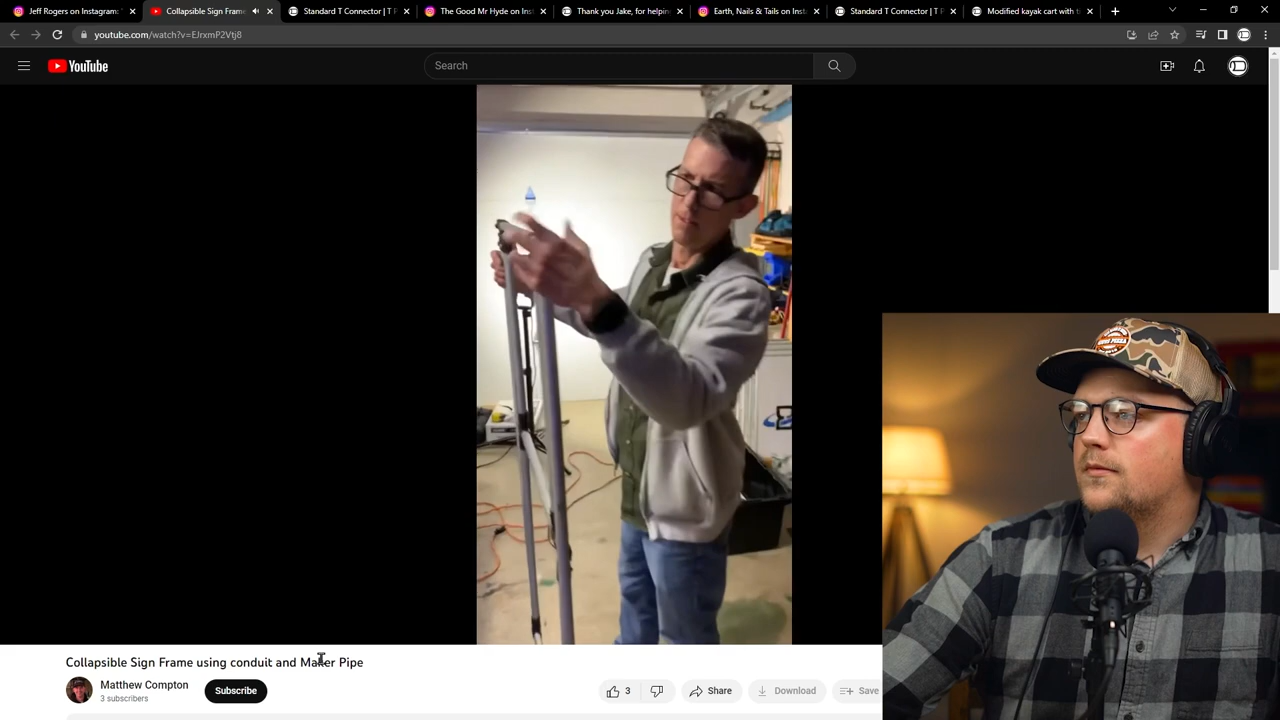 Jeff Rogers on Instagram: "
Collapsible Sign Frame
Standard T Connector | T P
The Good Mr Hyde on Inst
Thank you Jake, for helpin
Earth, Nails & Tails on Insta
Standard T Connector | T P
Modified kayak cart with t
youtube.com/watch?v=EJrxmP2Vtj8
YouTube
Search
Collapsible Sign Frame using conduit and Maker Pipe
Matthew Compton
3 subscribers
Subscribe
3
Share
Download
Save